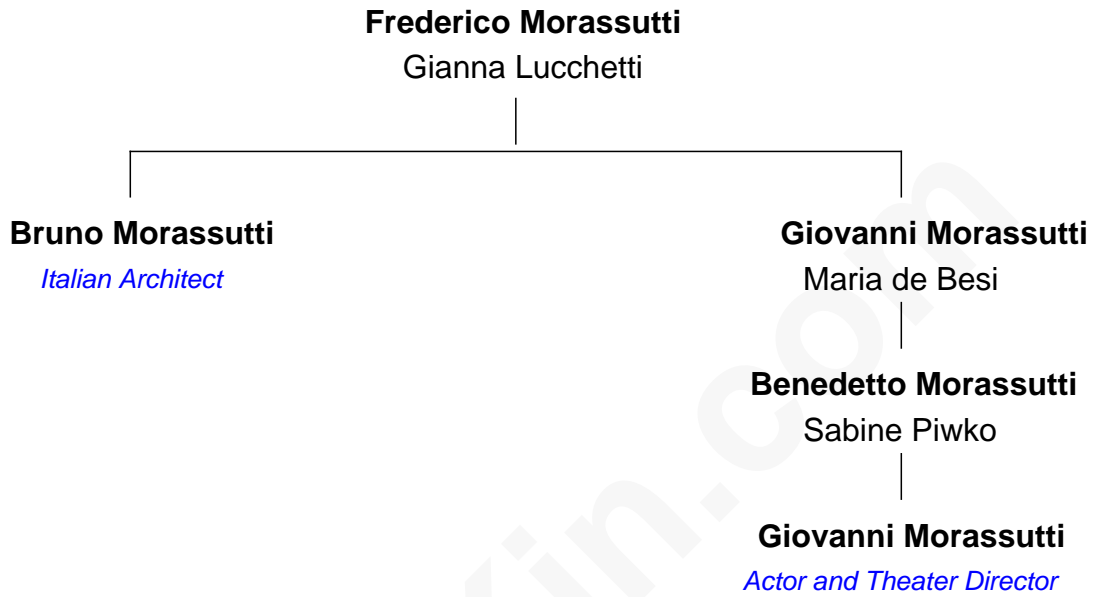 Frederico Morassutti
Gianna Lucchetti
Bruno Morassutti
Italian Architect
Giovanni Morassutti
Maria de Besi
Benedetto Morassutti
Sabine Piwko
Giovanni Morassutti
Actor and Theater Director